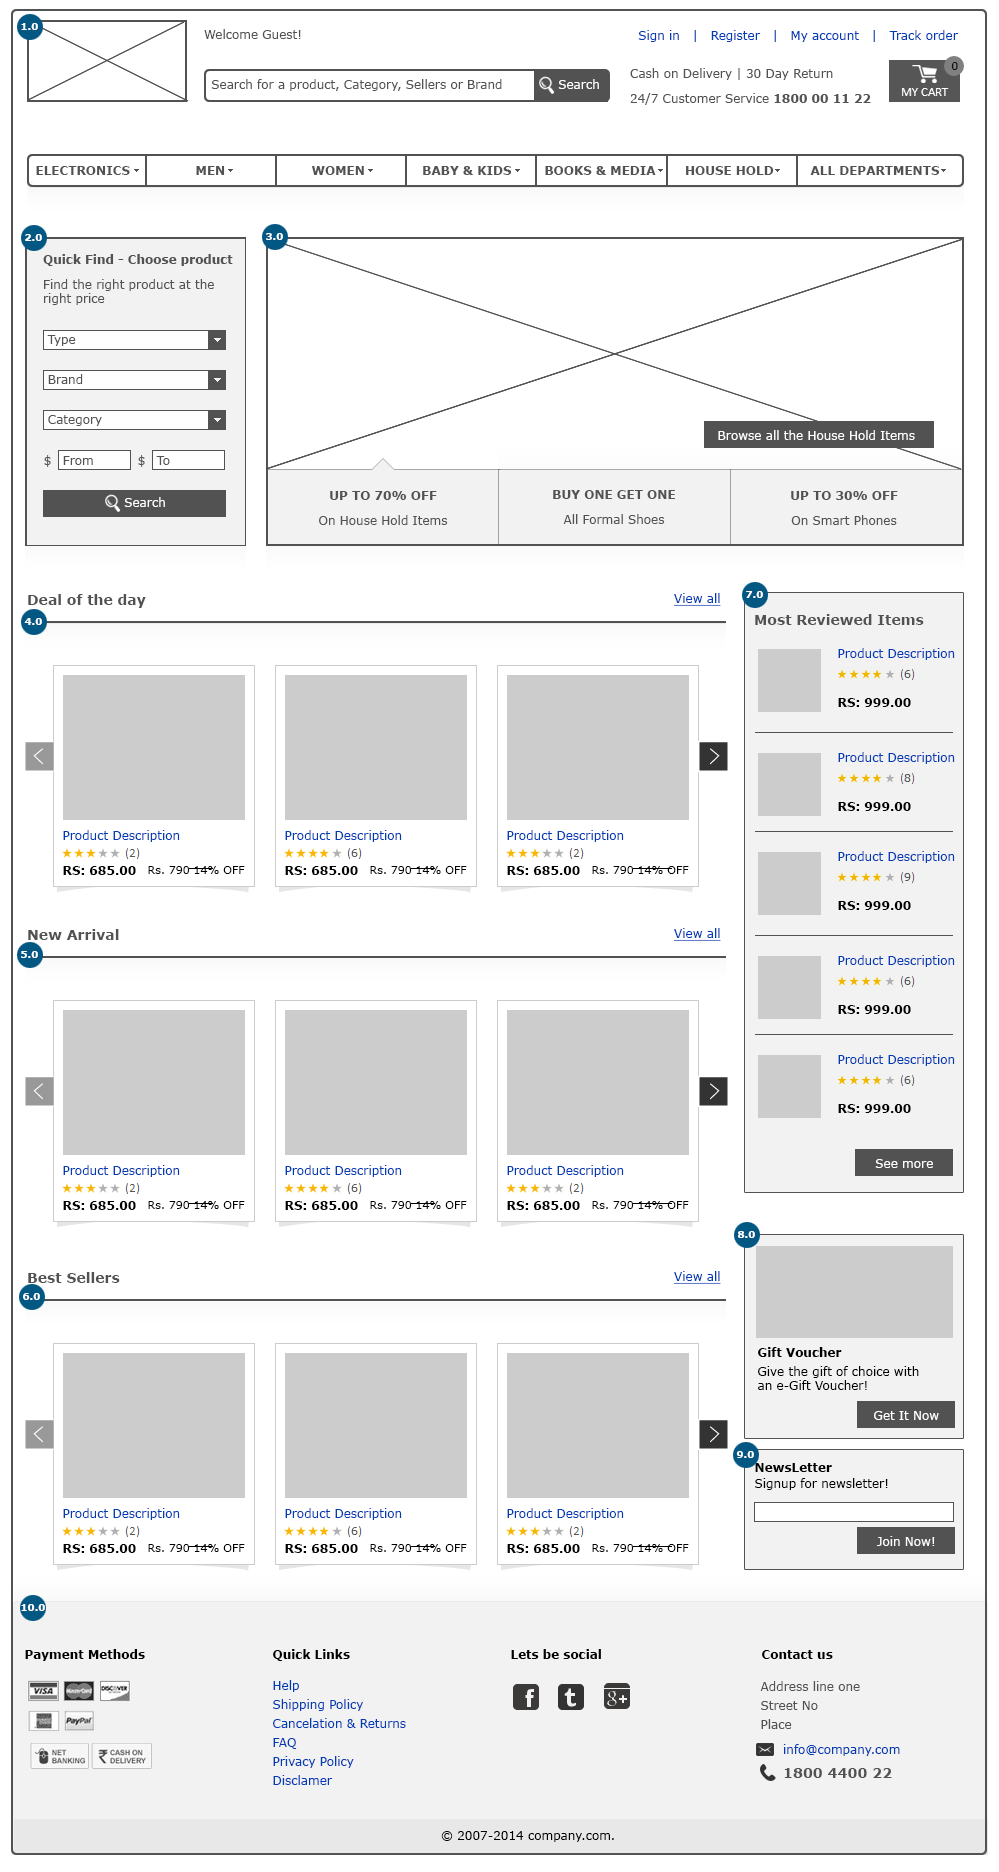 1.0
Welcome Guest!
Sign in | Register | My account | Track order
Search for a product, Category, Sellers or Brand
Search
Cash on Delivery | 30 Day Return
24/7 Customer Service 1800 00 11 22
0
MY CART
ELECTRONICS MEN WOMEN BABY & KIDS BOOKS & MEDIA HOUSE HOLD ALL DEPARTMENTS
2.0
Quick Find - Choose product
Find the right product at the
right price
Type
Brand
Category
$ From $ To
Search
3.0
Browse all the House Hold Items
UP TO 70% OFF
On House Hold Items
BUY ONE GET ONE
All Formal Shoes
UP TO 30% OFF
On Smart Phones
Deal of the day
View all
4.0
Product Description
(2)
RS: 685.00 Rs. 790 14% OFF
Product Description
(6)
RS: 685.00 Rs. 790 14% OFF
Product Description
(2)
RS: 685.00 Rs. 790 14% OFF
New Arrival
View all
5.0
Product Description
(2)
RS: 685.00 Rs. 790 14% OFF
Product Description
(6)
RS: 685.00 Rs. 790 14% OFF
Product Description
(2)
RS: 685.00 Rs. 790 14% OFF
Best Sellers
View all
6.0
Product Description
(2)
RS: 685.00 Rs. 790 14% OFF
Product Description
(6)
RS: 685.00 Rs. 790 14% OFF
Product Description
(2)
RS: 685.00 Rs. 790 14% OFF
7.0
Most Reviewed Items
Product Description
(6)
RS: 999.00
Product Description
(8)
RS: 999.00
Product Description
(9)
RS: 999.00
Product Description
(6)
RS: 999.00
Product Description
(6)
RS: 999.00
See more
8.0
Gift Voucher
Give the gift of choice with
an e-Gift Voucher!
Get It Now
9.0
NewsLetter
Signup for newsletter!
Join Now!
10.0
Payment Methods
VISA MasterCard DISCOVER
PayPal
NET
BANKING
₹ CASH ON
DELIVERY
Quick Links
Help
Shipping Policy
Cancelation & Returns
FAQ
Privacy Policy
Disclamer
Lets be social
f t g+
Contact us
Address line one
Street No
Place
info@company.com
1800 4400 22
© 2007-2014 company.com.